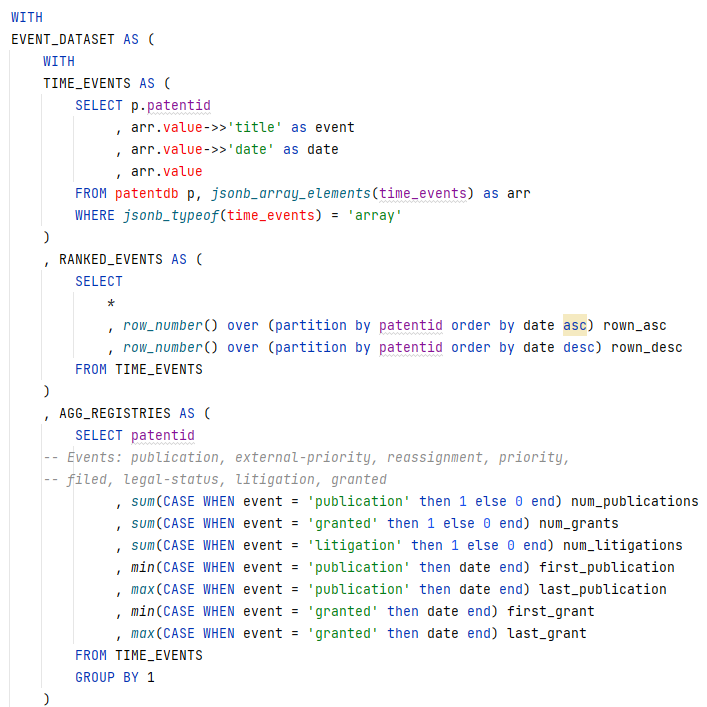 WITH
EVENT_DATASET AS (
    WITH
    TIME_EVENTS AS (
        SELECT p.patentid
             , arr.value->>'title' as event
             , arr.value->>'date' as date
             , arr.value
        FROM patentdb p, jsonb_array_elements(time_events) as arr
        WHERE jsonb_typeof(time_events) = 'array'
    )
    , RANKED_EVENTS AS (
        SELECT
            *
            , row_number() over (partition by patentid order by date asc) rown_asc
            , row_number() over (partition by patentid order by date desc) rown_desc
        FROM TIME_EVENTS
    )
    , AGG_REGISTRIES AS (
        SELECT patentid
    -- Events: publication, external-priority, reassignment, priority,
    -- filed, legal-status, litigation, granted
             , sum(CASE WHEN event = 'publication' then 1 else 0 end) num_publications
             , sum(CASE WHEN event = 'granted' then 1 else 0 end) num_grants
             , sum(CASE WHEN event = 'litigation' then 1 else 0 end) num_litigations
             , min(CASE WHEN event = 'publication' then date end) first_publication
             , max(CASE WHEN event = 'publication' then date end) last_publication
             , min(CASE WHEN event = 'granted' then date end) first_grant
             , max(CASE WHEN event = 'granted' then date end) last_grant
        FROM TIME_EVENTS
        GROUP BY 1
    )